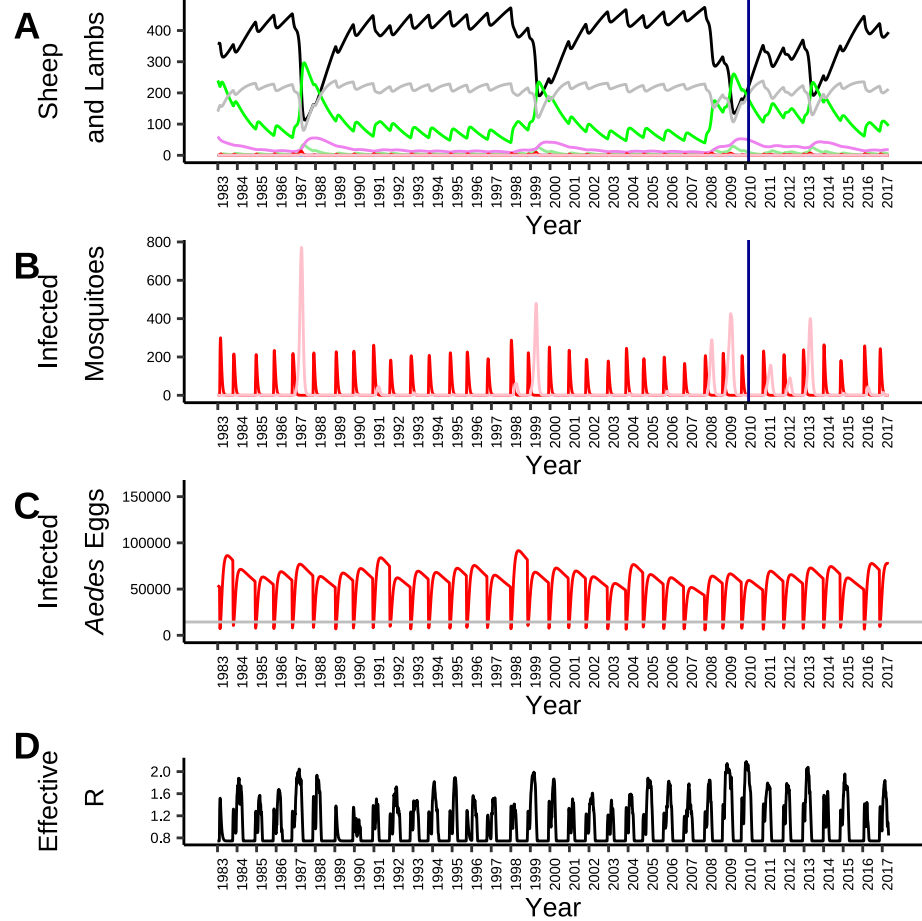 A
Sheep
and Lambs
400
300
200
100
0
1983 1984 1985 1986 1987 1988 1989 1990 1991 1992 1993 1994 1995 1996 1997 1998 1999 2000 2001 2002 2003 2004 2005 2006 2007 2008 2009 2010 2011 2012 2013 2014 2015 2016 2017
Year
B
Infected
Mosquitoes
800
600
400
200
0
1983 1984 1985 1986 1987 1988 1989 1990 1991 1992 1993 1994 1995 1996 1997 1998 1999 2000 2001 2002 2003 2004 2005 2006 2007 2008 2009 2010 2011 2012 2013 2014 2015 2016 2017
Year
C
Infected
Aedes Eggs
150000
100000
50000
0
1983 1984 1985 1986 1987 1988 1989 1990 1991 1992 1993 1994 1995 1996 1997 1998 1999 2000 2001 2002 2003 2004 2005 2006 2007 2008 2009 2010 2011 2012 2013 2014 2015 2016 2017
Year
D
Effective
R
2.0
1.6
1.2
0.8
1983 1984 1985 1986 1987 1988 1989 1990 1991 1992 1993 1994 1995 1996 1997 1998 1999 2000 2001 2002 2003 2004 2005 2006 2007 2008 2009 2010 2011 2012 2013 2014 2015 2016 2017
Year